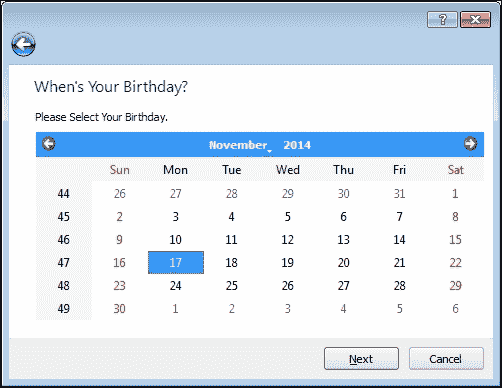 ?
When's Your Birthday?
Please Select Your Birthday.
November 2014
Sun Mon Tue Wed Thu Fri Sat
44 26 27 28 29 30 31 1
45 2 3 4 5 6 7 8
46 9 10 11 12 13 14 15
47 16 17 18 19 20 21 22
48 23 24 25 26 27 28 29
49 30 1 2 3 4 5 6
Next Cancel